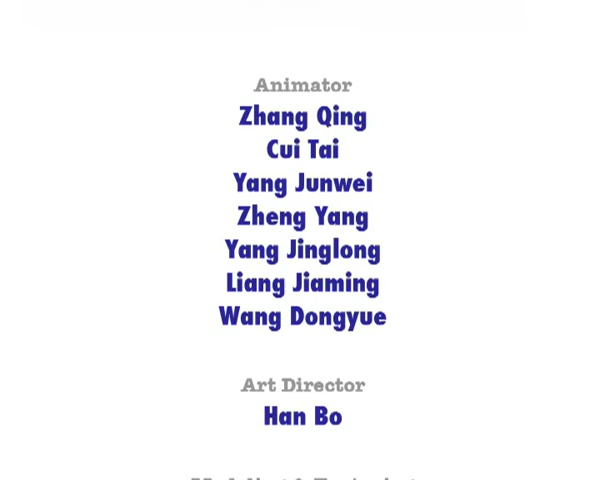 Animator
Zhang Qing
Cui Tai
Yang Junwei
Zheng Yang
Yang Jinglong
Liang Jiaming
Wang Dongyue
Art Director
Han Bo